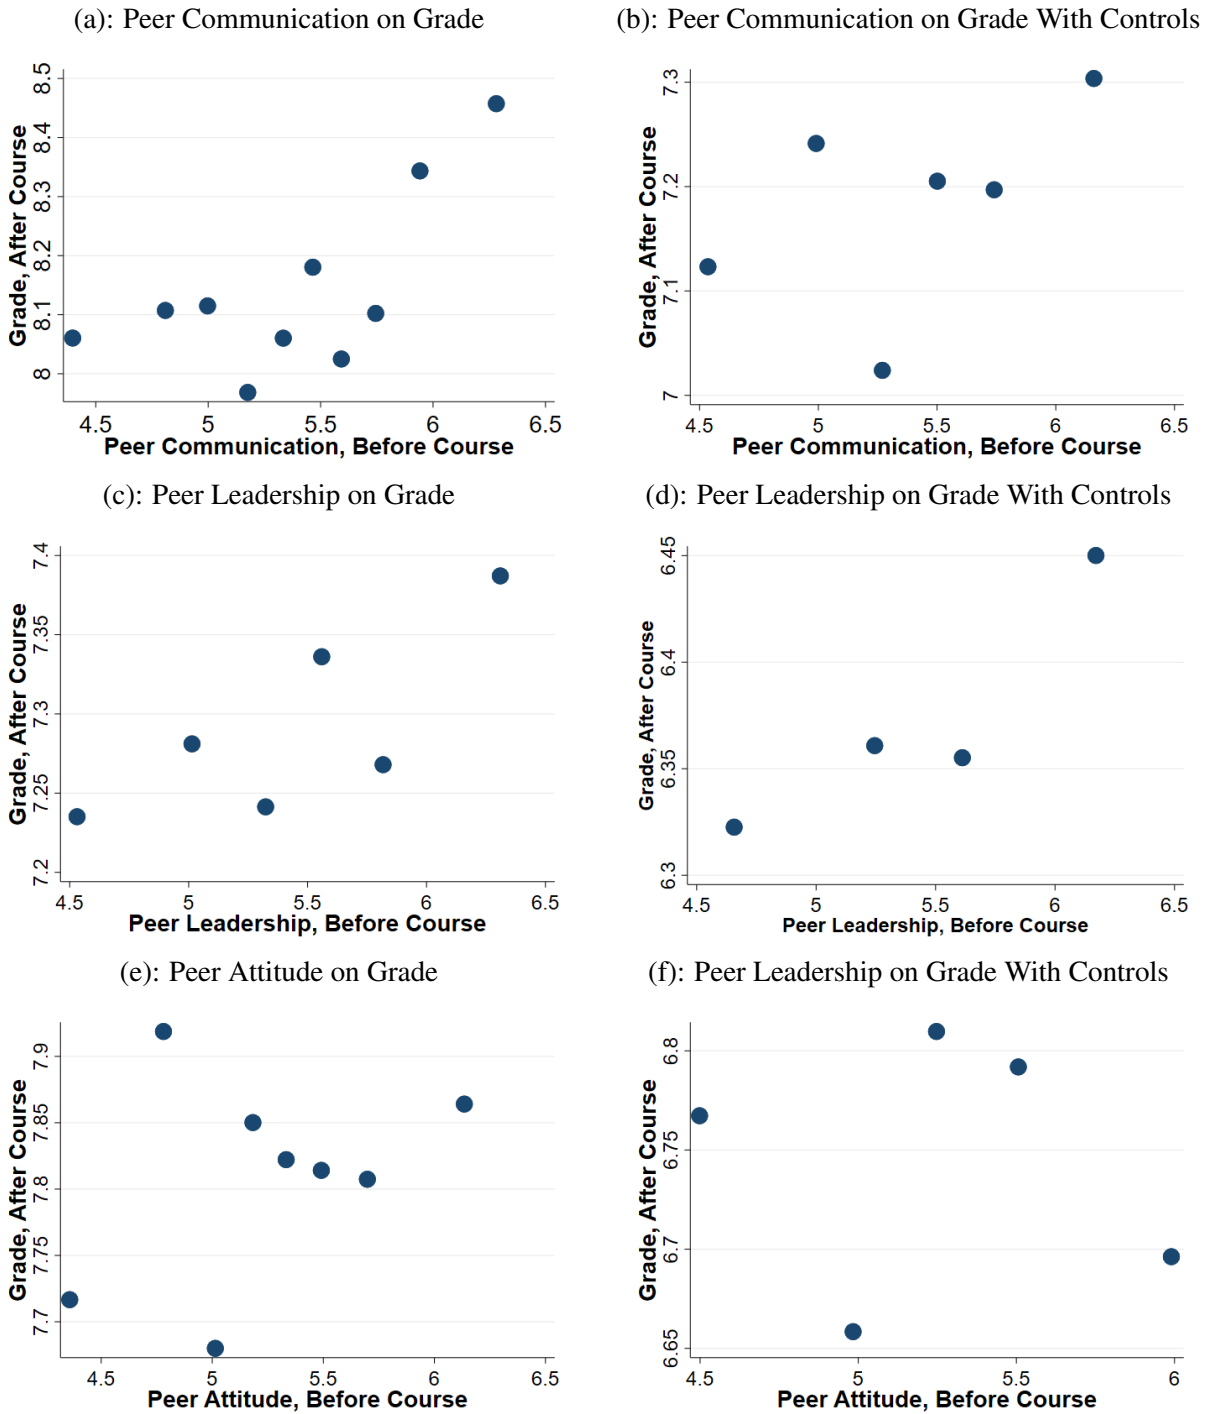 (a): Peer Communication on Grade
(b): Peer Communication on Grade With Controls
Grade, After Course
8.5
8.4
8.3
8.2
8.1
8
4.5 5 5.5 6 6.5
Peer Communication, Before Course
Grade, After Course
7.3
7.2
7.1
7
4.5 5 5.5 6 6.5
Peer Communication, Before Course
(c): Peer Leadership on Grade
(d): Peer Leadership on Grade With Controls
Grade, After Course
7.4
7.35
7.3
7.25
7.2
4.5 5 5.5 6 6.5
Peer Leadership, Before Course
Grade, After Course
6.45
6.4
6.35
6.3
4.5 5 5.5 6 6.5
Peer Leadership, Before Course
(e): Peer Attitude on Grade
(f): Peer Leadership on Grade With Controls
Grade, After Course
7.9
7.85
7.8
7.75
7.7
4.5 5 5.5 6 6.5
Peer Attitude, Before Course
Grade, After Course
6.8
6.75
6.7
6.65
4.5 5 5.5 6
Peer Attitude, Before Course